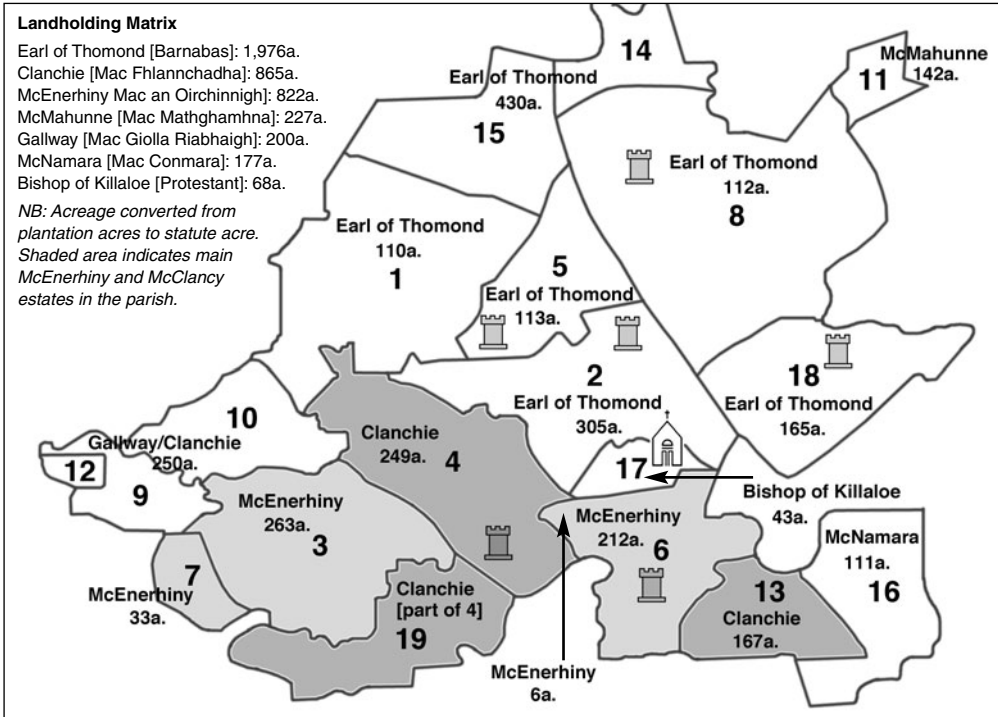 Landholding Matrix
Earl of Thomond [Barnabas]: 1,976a.
Clanchie [Mac Fhlannchadha]: 865a.
McEnerhiny Mac an Oirchinnigh]: 822a.
McMahunne [Mac Mathghamhna]: 227a.
Gallway [Mac Giolla Riabhaigh]: 200a.
McNamara [Mac Conmara]: 177a.
Bishop of Killaloe [Protestant]: 68a.
NB: Acreage converted from
plantation acres to statute acre.
Shaded area indicates main
McEnerhiny and McClancy
estates in the parish.
14
McMahunne
142a.
11
Earl of Thomond
430a.
15
Earl of Thomond
112a.
8
Earl of Thomond
110a.
1
5
Earl of Thomond
113a.
2
Earl of Thomond
305a.
18
Earl of Thomond
165a.
10
Gallway/Clanchie
250a.
12
9
Clanchie
249a.
4
17
Bishop of Killaloe
43a.
McEnerhiny
263a.
3
McEnerhiny
212a.
6
McNamara
111a.
16
7
McEnerhiny
33a.
Clanchie
[part of 4]
19
13
Clanchie
167a.
McEnerhiny
6a.